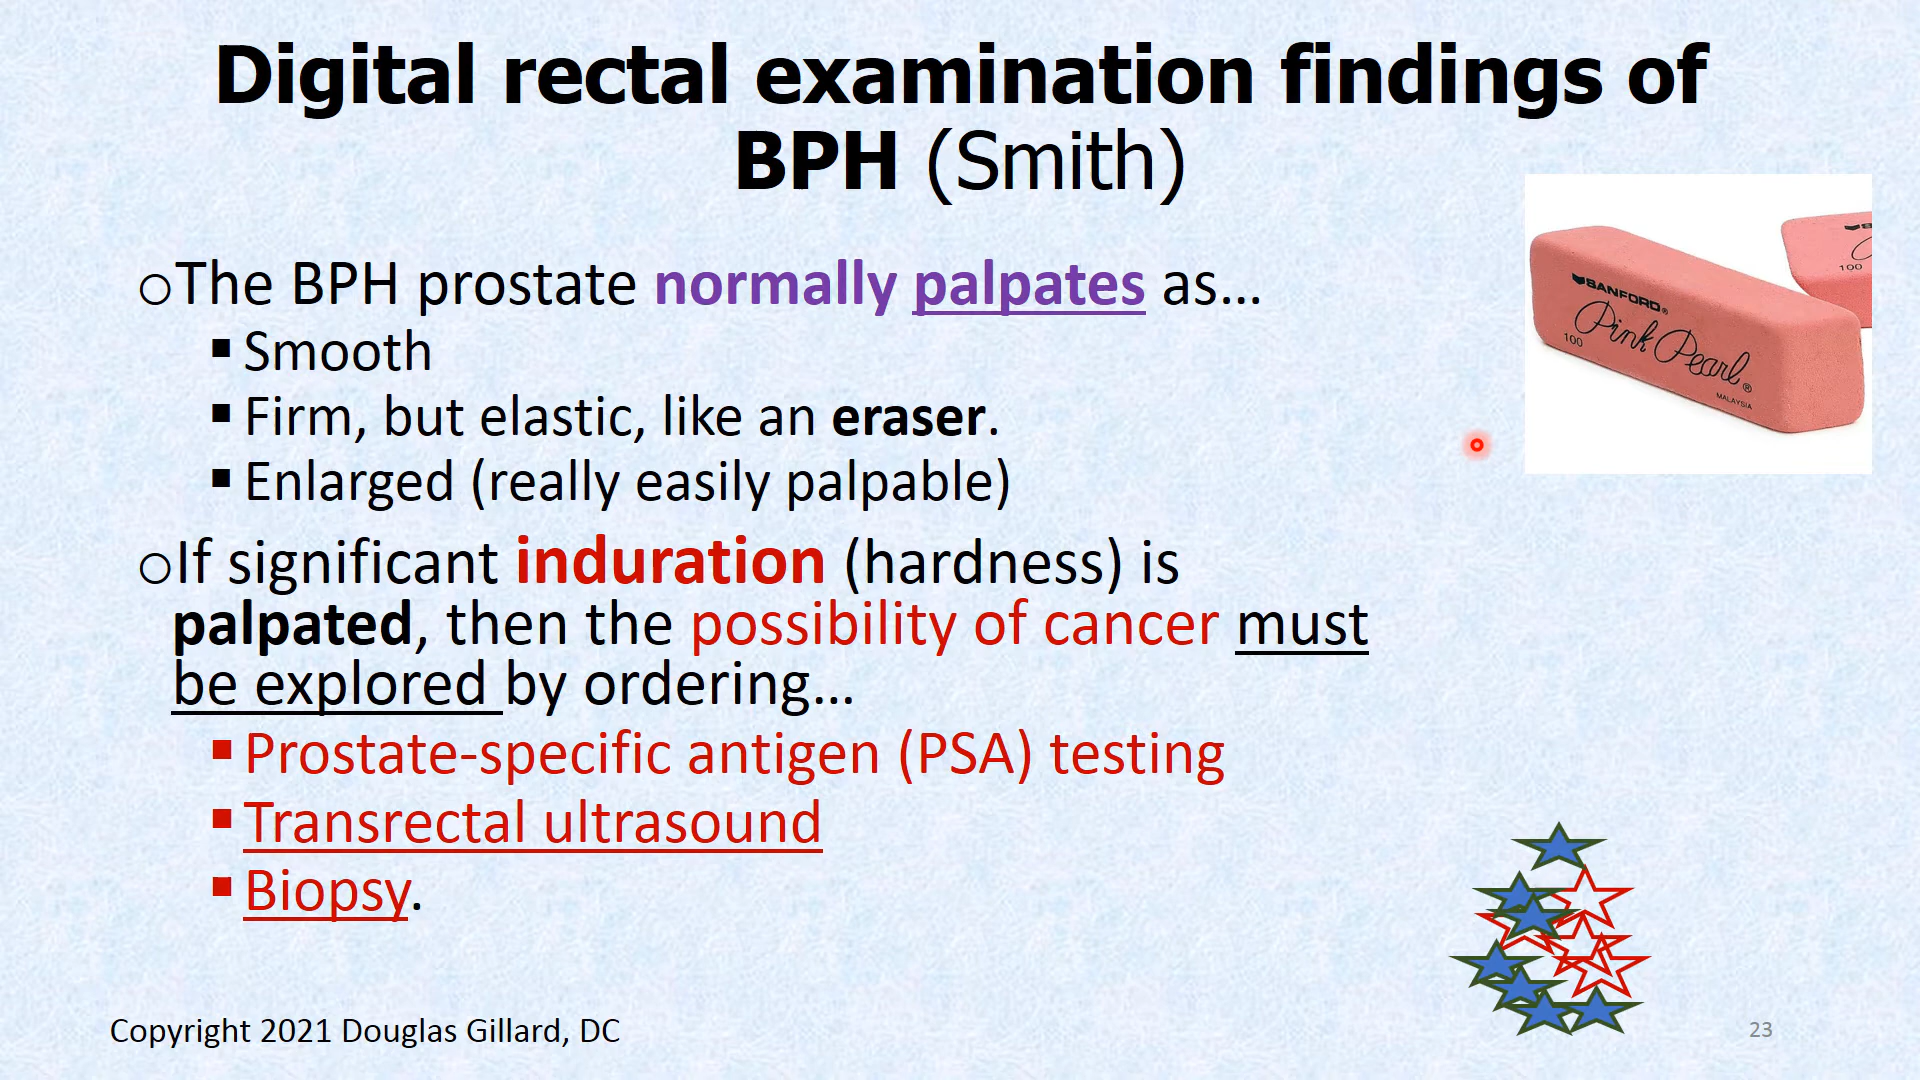 Digital rectal examination findings of
BPH (Smith)
oThe BPH prostate normally palpates as...
▪ Smooth
▪ Firm, but elastic, like an eraser.
▪ Enlarged (really easily palpable)
oIf significant induration (hardness) is
palpated, then the possibility of cancer must
be explored by ordering...
▪ Prostate-specific antigen (PSA) testing
▪ Transrectal ultrasound
▪ Biopsy.
SANFORD®
Pink Pearl®
100
MALAYSIA
100
Copyright 2021 Douglas Gillard, DC
23